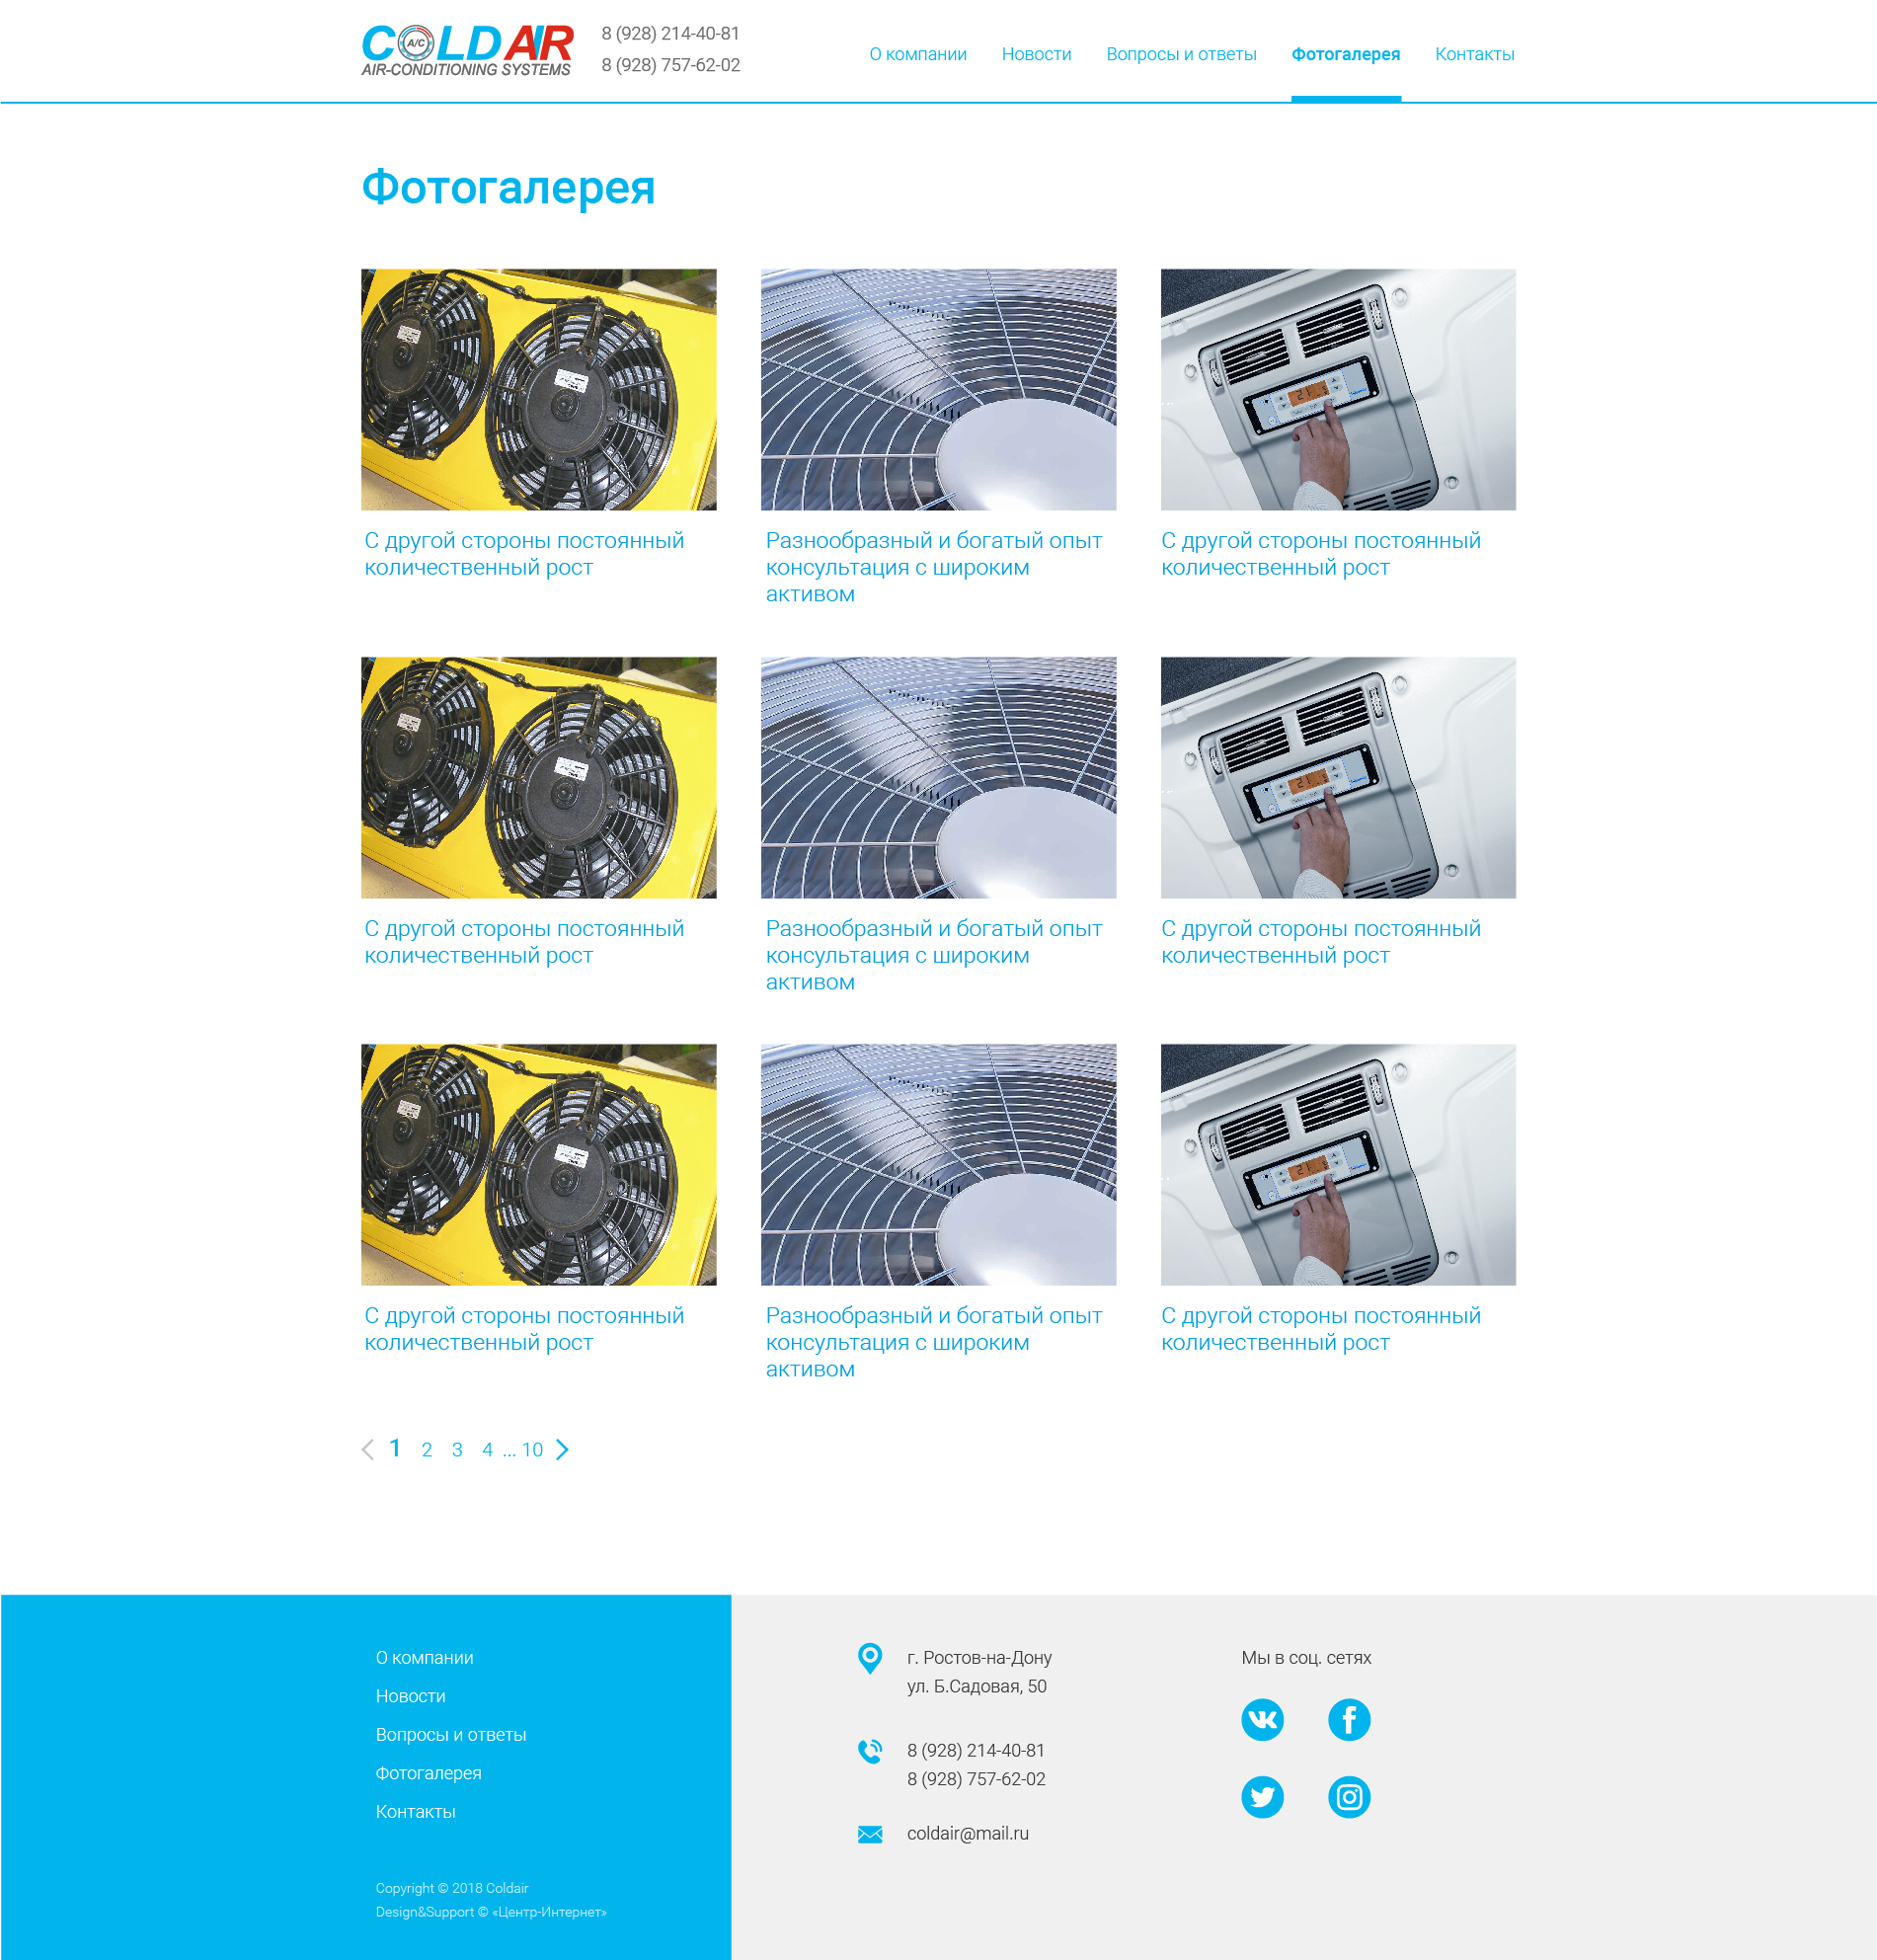 COLD AIR
A/C
AIR-CONDITIONING SYSTEMS
8 (928) 214-40-81
8 (928) 757-62-02
О компании
Новости
Вопросы и ответы
Фотогалерея
Контакты
Фотогалерея
С другой стороны постоянный
количественный рост
Разнообразный и богатый опыт
консультация с широким
активом
С другой стороны постоянный
количественный рост
С другой стороны постоянный
количественный рост
Разнообразный и богатый опыт
консультация с широким
активом
С другой стороны постоянный
количественный рост
С другой стороны постоянный
количественный рост
Разнообразный и богатый опыт
консультация с широким
активом
С другой стороны постоянный
количественный рост
1 2 3 4 ... 10
О компании
Новости
Вопросы и ответы
Фотогалерея
Контакты
Copyright © 2018 Coldair
Design&Support © «Центр-Интернет»
г. Ростов-на-Дону
ул. Б.Садовая, 50
8 (928) 214-40-81
8 (928) 757-62-02
coldair@mail.ru
Мы в соц. сетях